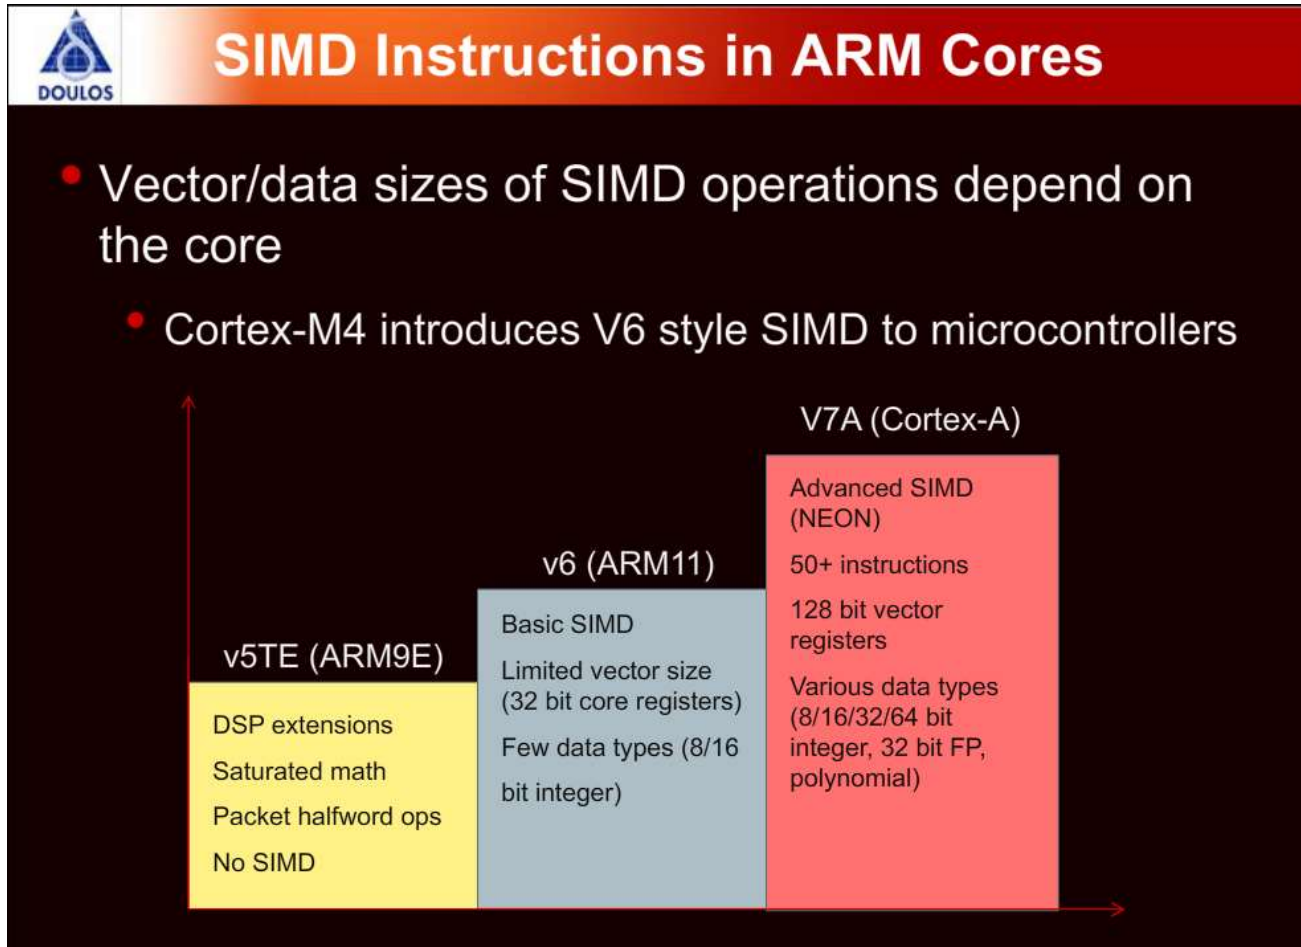 DOULOS
SIMD Instructions in ARM Cores
Vector/data sizes of SIMD operations depend on
the core
Cortex-M4 introduces V6 style SIMD to microcontrollers
v5TE (ARM9E)
DSP extensions
Saturated math
Packet halfword ops
No SIMD
v6 (ARM11)
Basic SIMD
Limited vector size
(32 bit core registers)
Few data types (8/16
bit integer)
V7A (Cortex-A)
Advanced SIMD
(NEON)
50+ instructions
128 bit vector
registers
Various data types
(8/16/32/64 bit
integer, 32 bit FP,
polynomial)